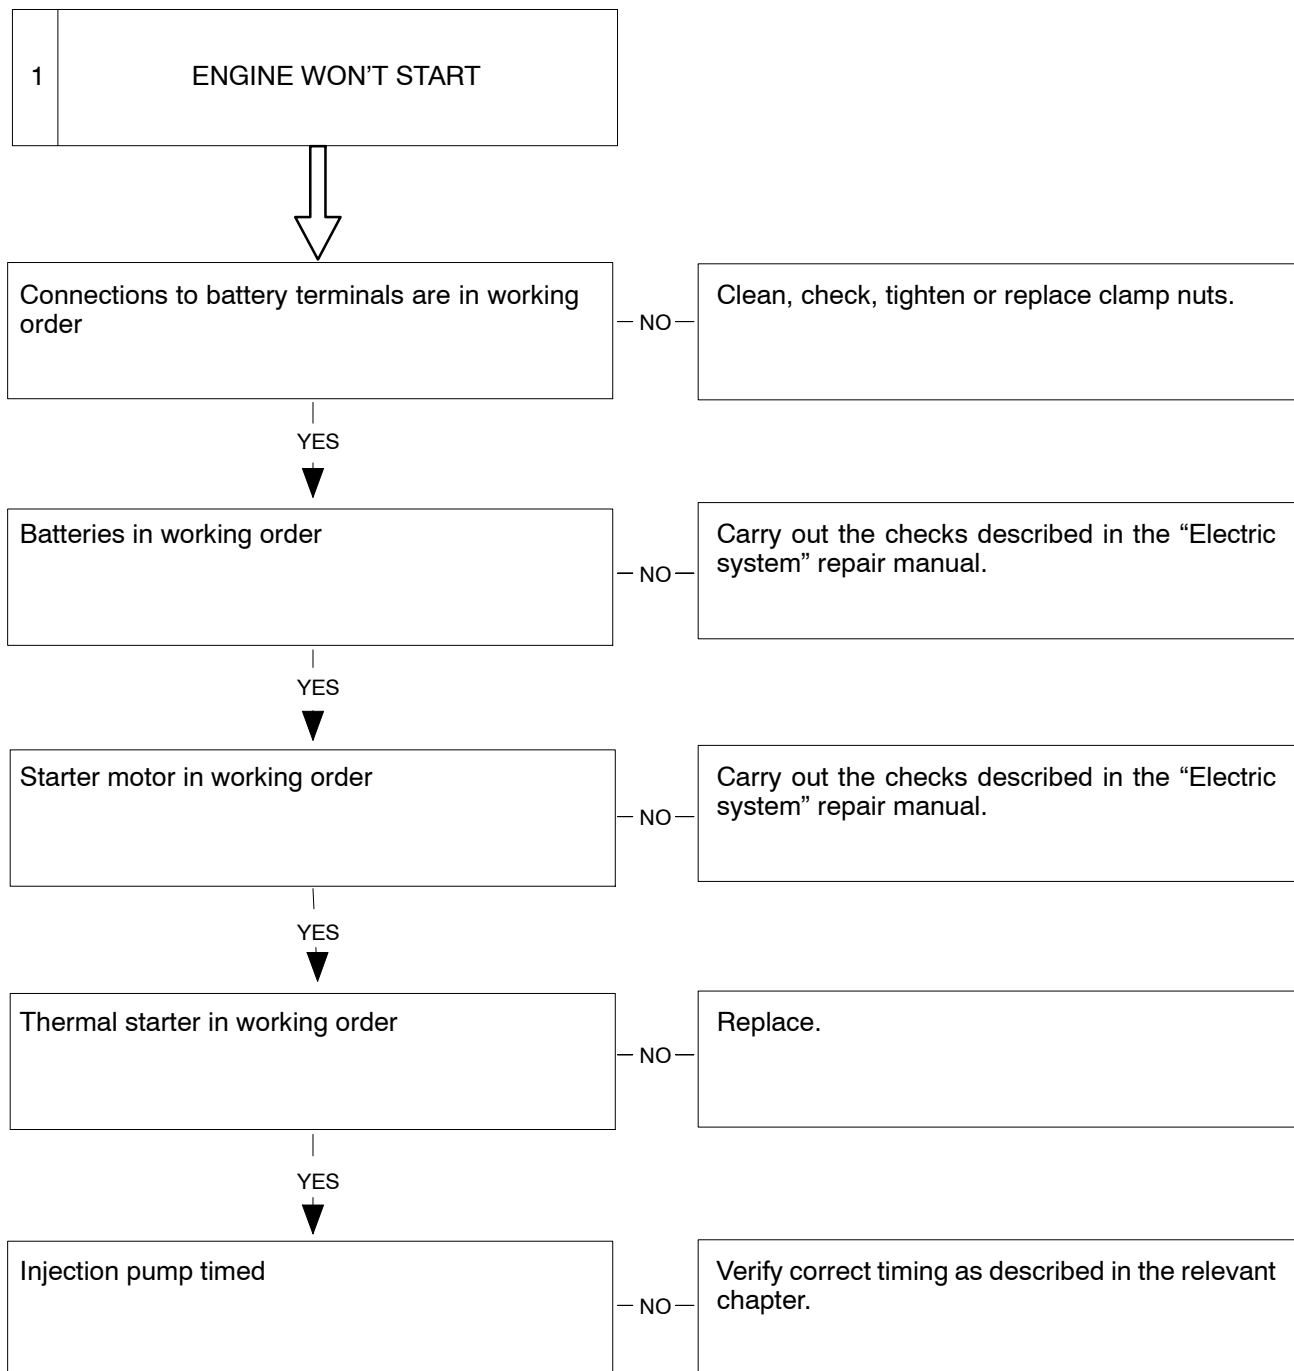 1
ENGINE WON’T START
Connections to battery terminals are in working
order
NO
Clean, check, tighten or replace clamp nuts.
YES
Batteries in working order
NO
Carry out the checks described in the “Electric
system” repair manual.
YES
Starter motor in working order
NO
Carry out the checks described in the “Electric
system” repair manual.
YES
Thermal starter in working order
NO
Replace.
YES
Injection pump timed
NO
Verify correct timing as described in the relevant
chapter.